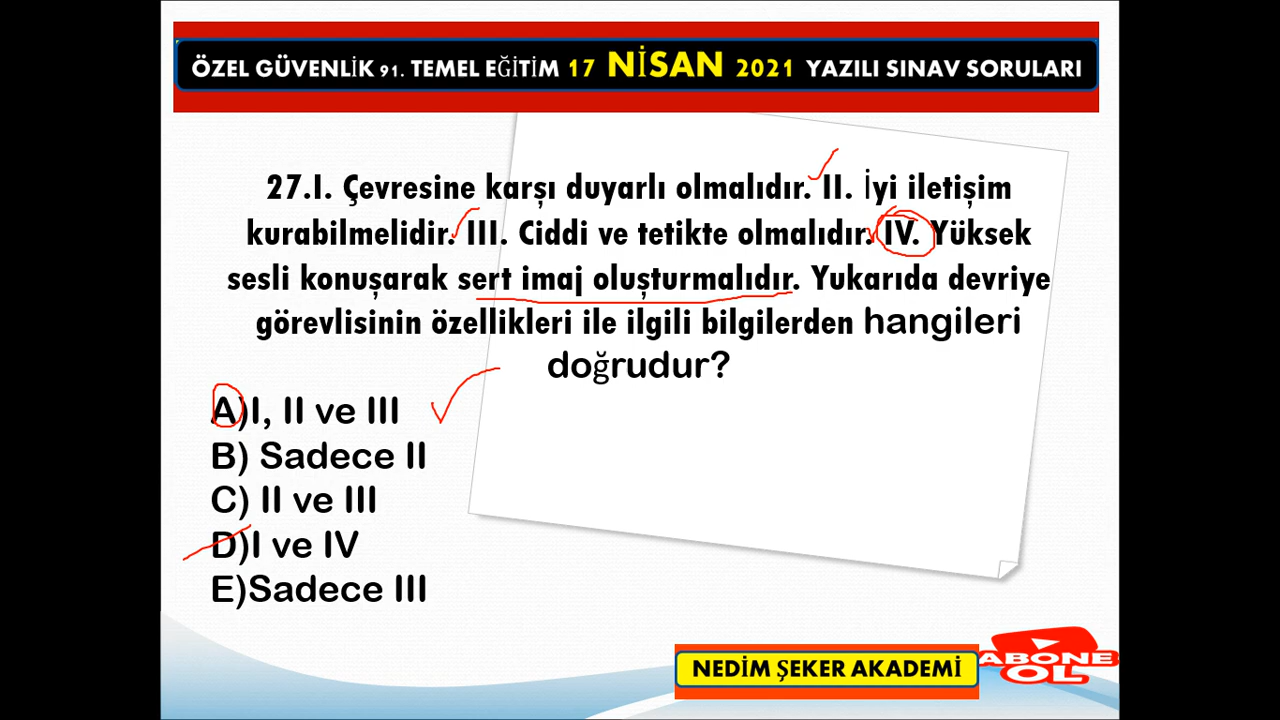 ÖZEL GÜVENLİK 91. TEMEL EĞİTİM 17 NİSAN 2021 YAZILI SINAV SORULARI
27.I. Çevresine karşı duyarlı olmalıdır. II. İyi iletişim
kurabilmelidir. III. Ciddi ve tetikte olmalıdır. IV. Yüksek
sesli konuşarak sert imaj oluşturmalıdır. Yukarıda devriye
görevlisinin özellikleri ile ilgili bilgilerden hangileri
doğrudur?
A)I, II ve III
B) Sadece II
C) II ve III
D)I ve IV
E)Sadece III
NEDİM ŞEKER AKADEMİ
ABONE
OL